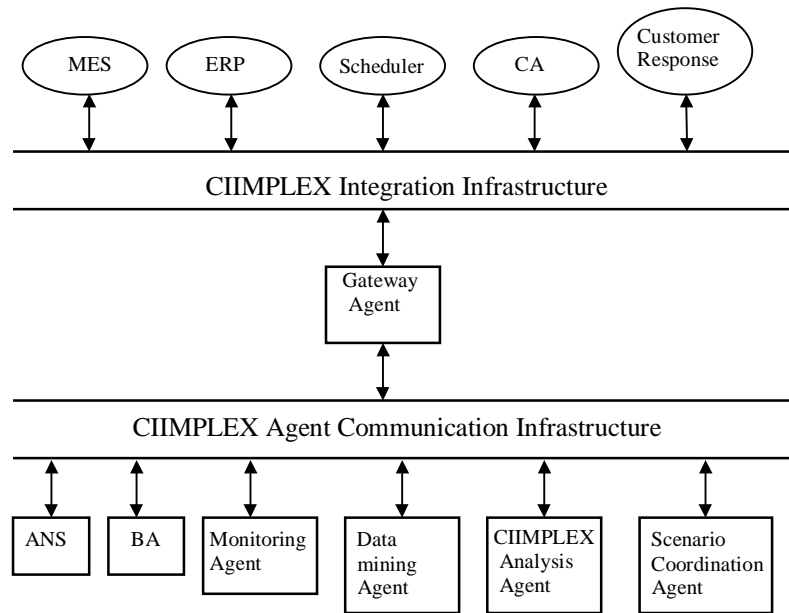 MES
ERP
Scheduler
CA
Customer
Response
CIIMPLEX Integration Infrastructure
Gateway
Agent
CIIMPLEX Agent Communication Infrastructure
ANS
BA
Monitoring
Agent
Data
mining
Agent
CIIMPLEX
Analysis
Agent
Scenario
Coordination
Agent